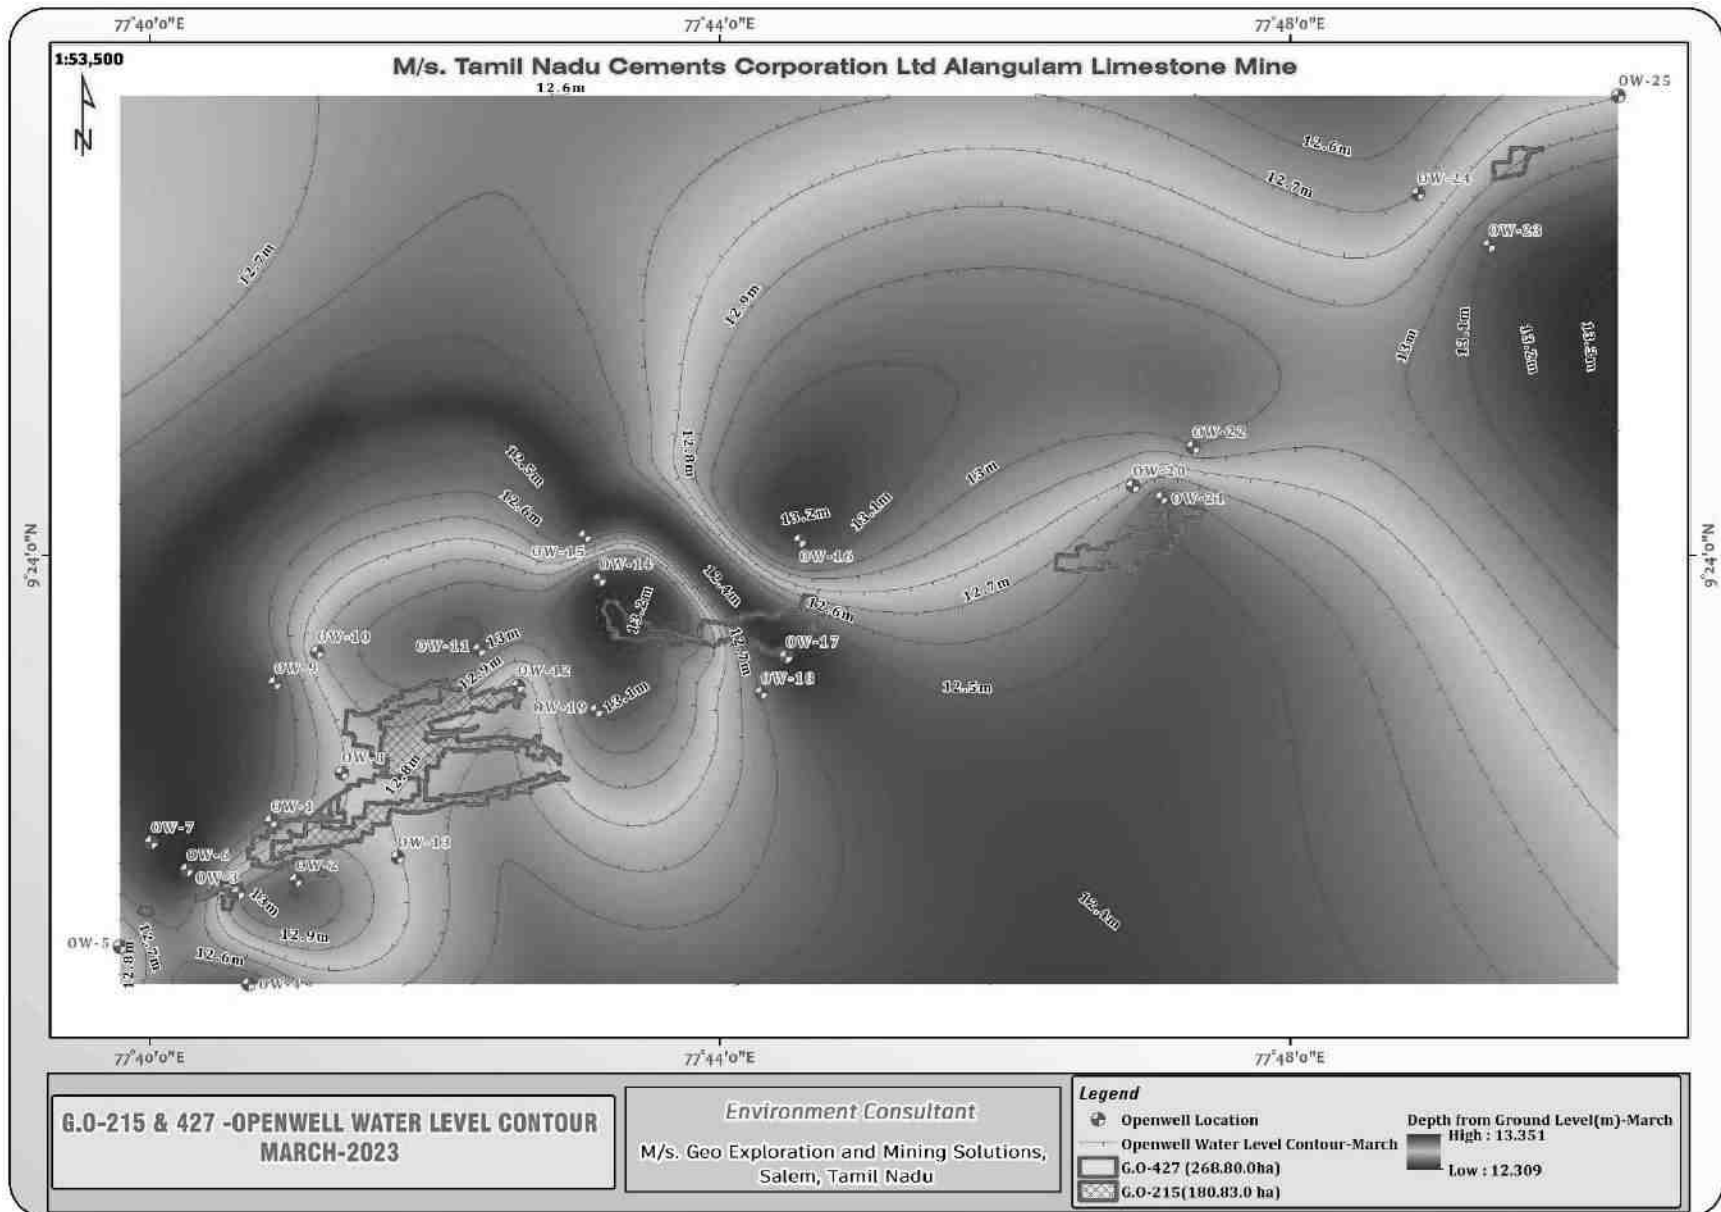 77°40'0"E
77°44'0"E
77°48'0"E
1:53,500
M/s. Tamil Nadu Cements Corporation Ltd Alangulam Limestone Mine
N
12.6m
OW-25
12.6m
12.7m
OW-24
OW-23
12.7m
12.9m
13m
13.1m
13.2m
13.3m
12.8m
OW-22
12.5m
13m
OW-20
OW-21
12.6m
13.2m
13.1m
OW-15
OW-16
9°24'0"N
9°24'0"N
OW-14
12.4m
12.7m
13.2m
12.6m
OW-10
OW-11
13m
12.7m
OW-17
OW-9
12.9m
OW-12
OW-18
12.5m
OW-19
13.1m
OW-8
12.8m
OW-1
OW-7
OW-13
OW-6
OW-2
OW-3
13m
12.4m
OW-5
12.8m
12.7m
12.9m
12.6m
OW-4
77°40'0"E
77°44'0"E
77°48'0"E
G.O-215 & 427 -OPENWELL WATER LEVEL CONTOUR
MARCH-2023
Environment Consultant
M/s. Geo Exploration and Mining Solutions,
Salem, Tamil Nadu
Legend
Openwell Location
Openwell Water Level Contour-March
G.O-427 (268.80.0ha)
G.O-215(180.83.0 ha)
Depth from Ground Level(m)-March
High : 13.351
Low : 12.309